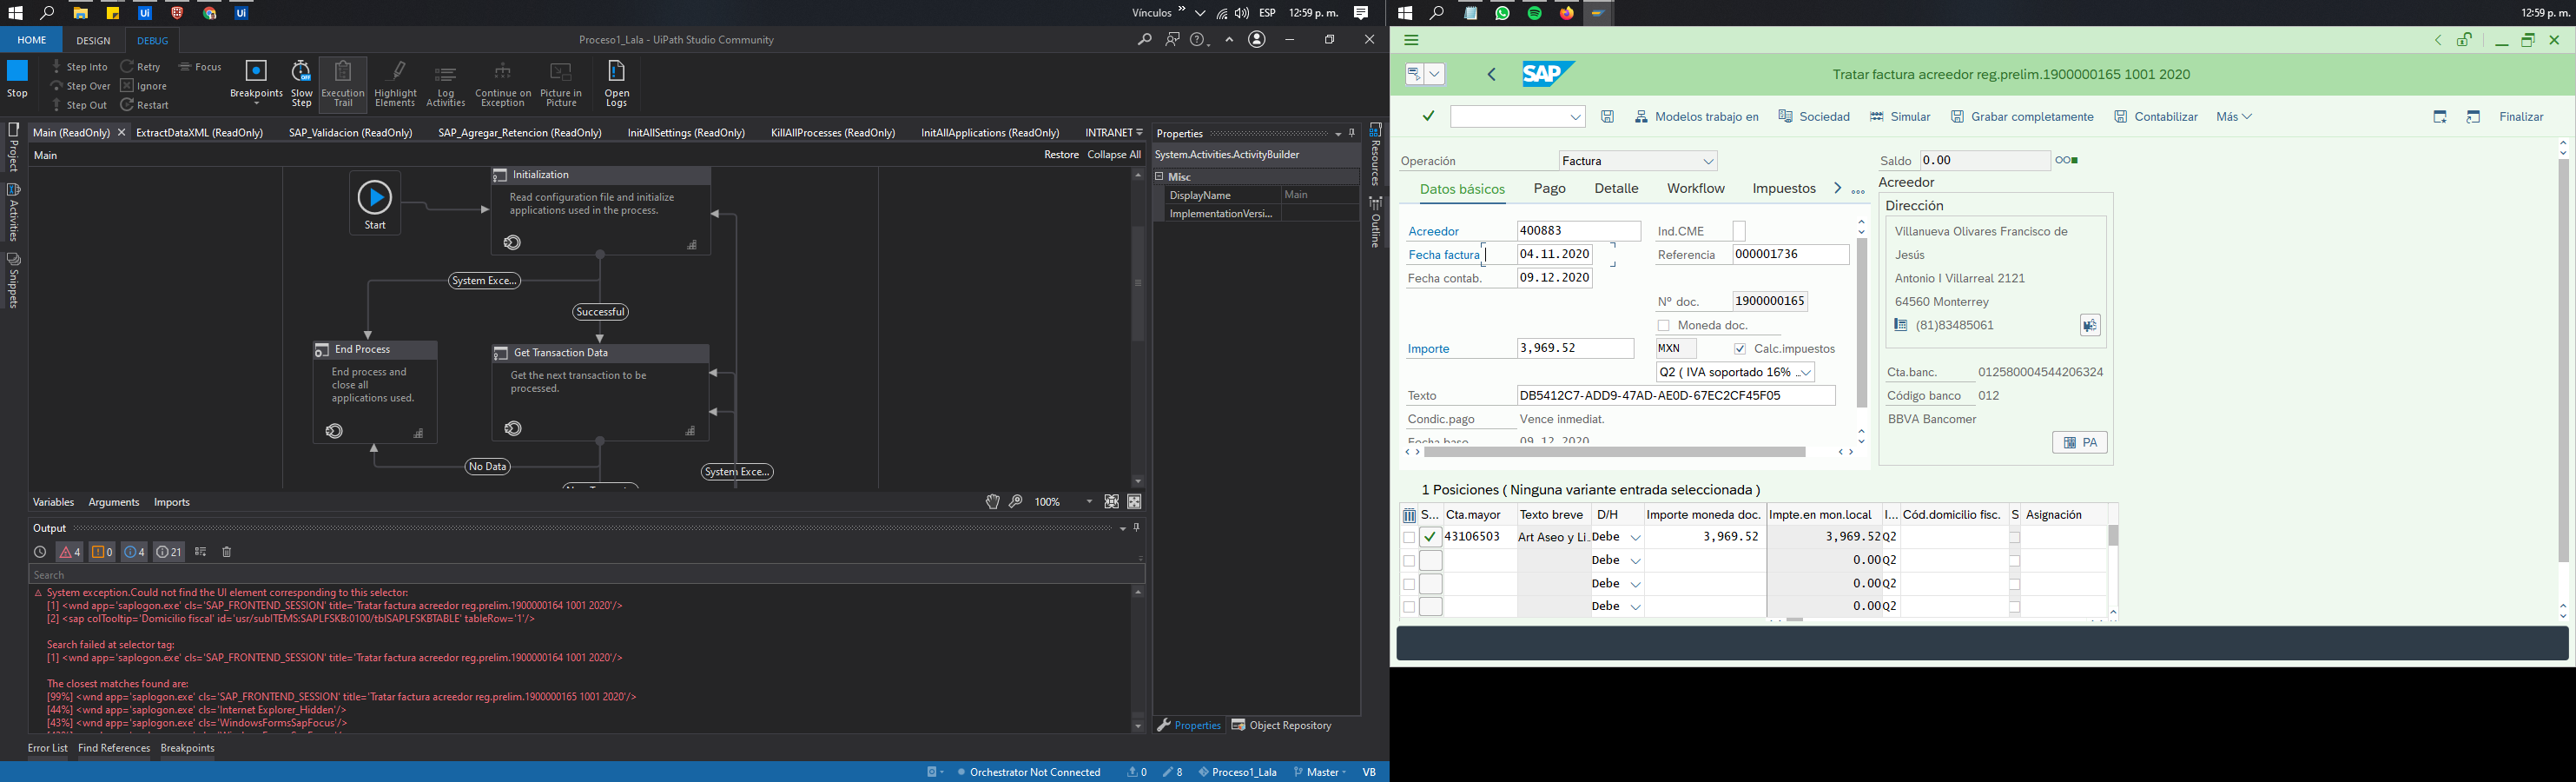 Vínculos
»
ESP
12:59 p. m.
12:59 p. m.
HOME
DESIGN
DEBUG
Proceso1_Lala - UiPath Studio Community
Stop
Step Into
Step Over
Step Out
Retry
Ignore
Restart
Focus
Breakpoints
Slow Step
Execution Trail
Highlight Elements
Log Activities
Continue on Exception
Picture in Picture
Open Logs
Main (ReadOnly)
ExtractDataXML (ReadOnly)
SAP_Validacion (ReadOnly)
SAP_Agregar_Retencion (ReadOnly)
InitAllSettings (ReadOnly)
KillAllProcesses (ReadOnly)
InitAllApplications (ReadOnly)
INTRANET
Project
Activities
Snippets
Main
Restore
Collapse All
Start
Initialization
Read configuration file and initialize
applications used in the process.
System Exce...
Successful
End Process
End process and
close all
applications used.
Get Transaction Data
Get the next transaction to be
processed.
No Data
System Exce...
Variables
Arguments
Imports
100%
Output
4
0
4
21
Search
System exception.Could not find the UI element corresponding to this selector:
[1] <wnd app='saplogon.exe' cls='SAP_FRONTEND_SESSION' title='Tratar factura acreedor reg.prelim.1900000164 1001 2020'/>
[2] <sap colTooltip='Domicilio fiscal' id='usr/subITEMS:SAPLFSKB:0100/tblSAPLFSKBTABLE' tableRow='1'/>
Search failed at selector tag:
[1] <wnd app='saplogon.exe' cls='SAP_FRONTEND_SESSION' title='Tratar factura acreedor reg.prelim.1900000164 1001 2020'/>
The closest matches found are:
[99%] <wnd app='saplogon.exe' cls='SAP_FRONTEND_SESSION' title='Tratar factura acreedor reg.prelim.1900000165 1001 2020'/>
[44%] <wnd app='saplogon.exe' cls='Internet Explorer_Hidden'/>
[43%] <wnd app='saplogon.exe' cls='WindowsFormsSapFocus'/>
Error List
Find References
Breakpoints
Properties
System.Activities.ActivityBuilder
Misc
DisplayName
Main
ImplementationVersi...
Resources
Outline
Properties
Object Repository
Orchestrator Not Connected
0
8
Proceso1_Lala
Master
VB
SAP
Tratar factura acreedor reg.prelim.1900000165 1001 2020
Modelos trabajo en
Sociedad
Simular
Grabar completamente
Contabilizar
Más
Finalizar
Operación
Factura
Saldo
0.00
Datos básicos
Pago
Detalle
Workflow
Impuestos
Acreedor
400883
Ind.CME
Fecha factura
04.11.2020
Referencia
000001736
Fecha contab.
09.12.2020
Nº doc.
1900000165
Moneda doc.
Importe
3,969.52
MXN
Calc.impuestos
Q2 ( IVA soportado 16% ..
Texto
DB5412C7-ADD9-47AD-AE0D-67EC2CF45F05
Condic.pago
Vence inmediat.
Fecha base
09.12.2020
Acreedor
Dirección
Villanueva Olivares Francisco de
Jesús
Antonio I Villarreal 2121
64560 Monterrey
(81)83485061
Cta.banc.
012580004544206324
Código banco
012
BBVA Bancomer
PA
1 Posiciones ( Ninguna variante entrada seleccionada )
S... Cta.mayor Texto breve D/H Importe moneda doc. Impte.en mon.local I... Cód.domicilio fisc. S Asignación
43106503 Art Aseo y Li.. Debe 3,969.52 3,969.52 Q2
Debe 0.00 Q2
Debe 0.00 Q2
Debe 0.00 Q2